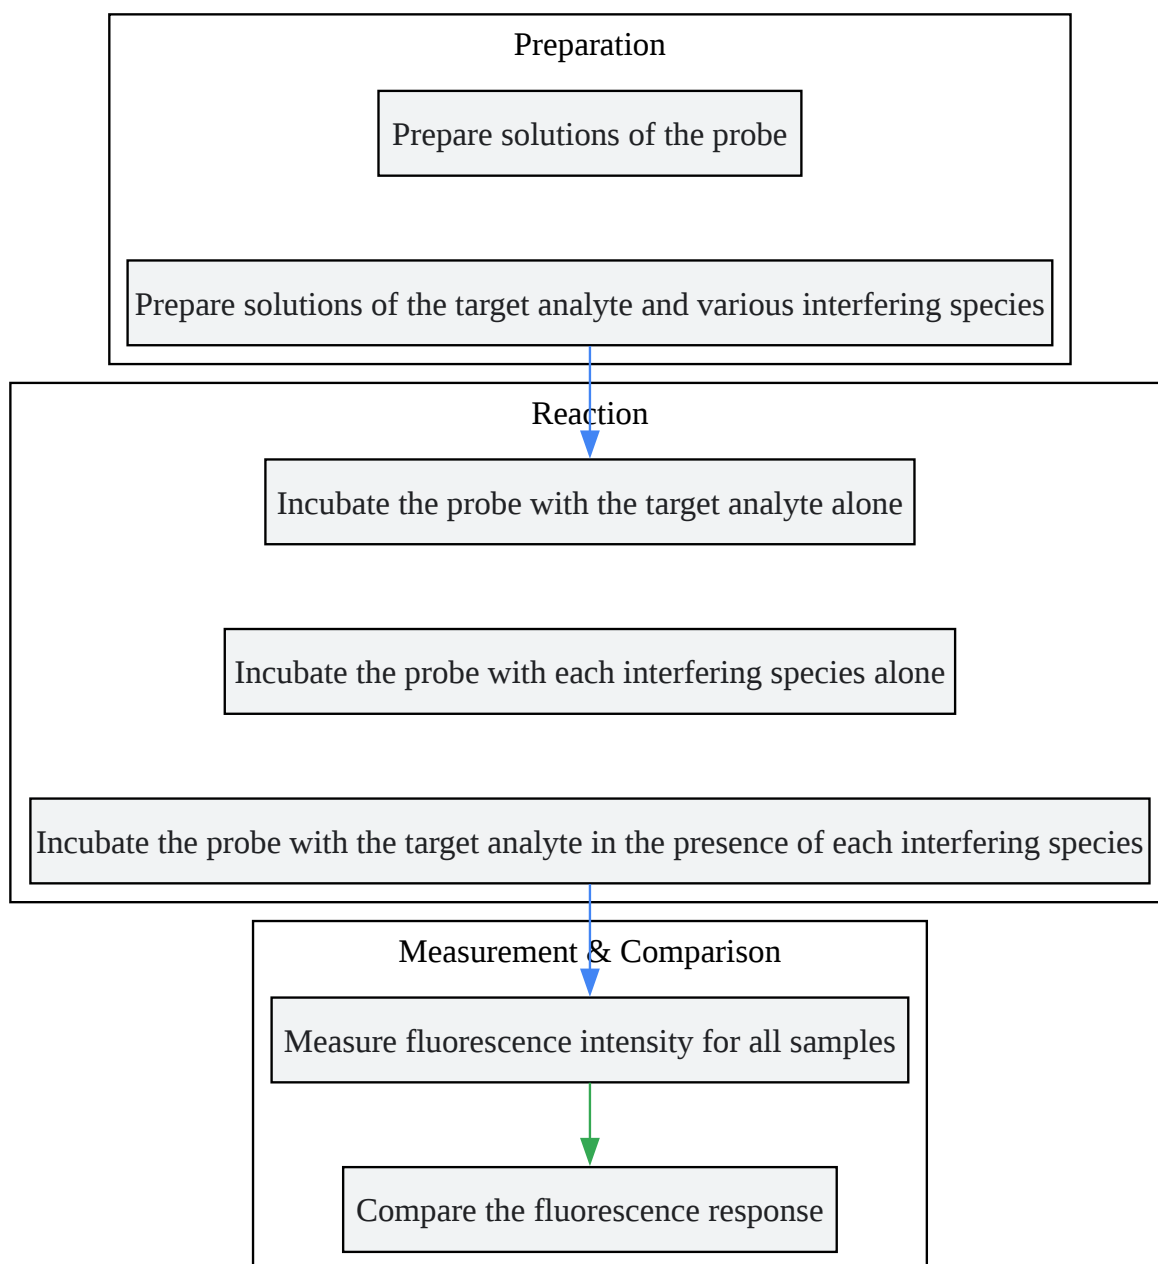 Preparation
Prepare solutions of the probe
Prepare solutions of the target analyte and various interfering species
Reaction
Incubate the probe with the target analyte alone
Incubate the probe with each interfering species alone
Incubate the probe with the target analyte in the presence of each interfering species
Measurement & Comparison
Measure fluorescence intensity for all samples
Compare the fluorescence response